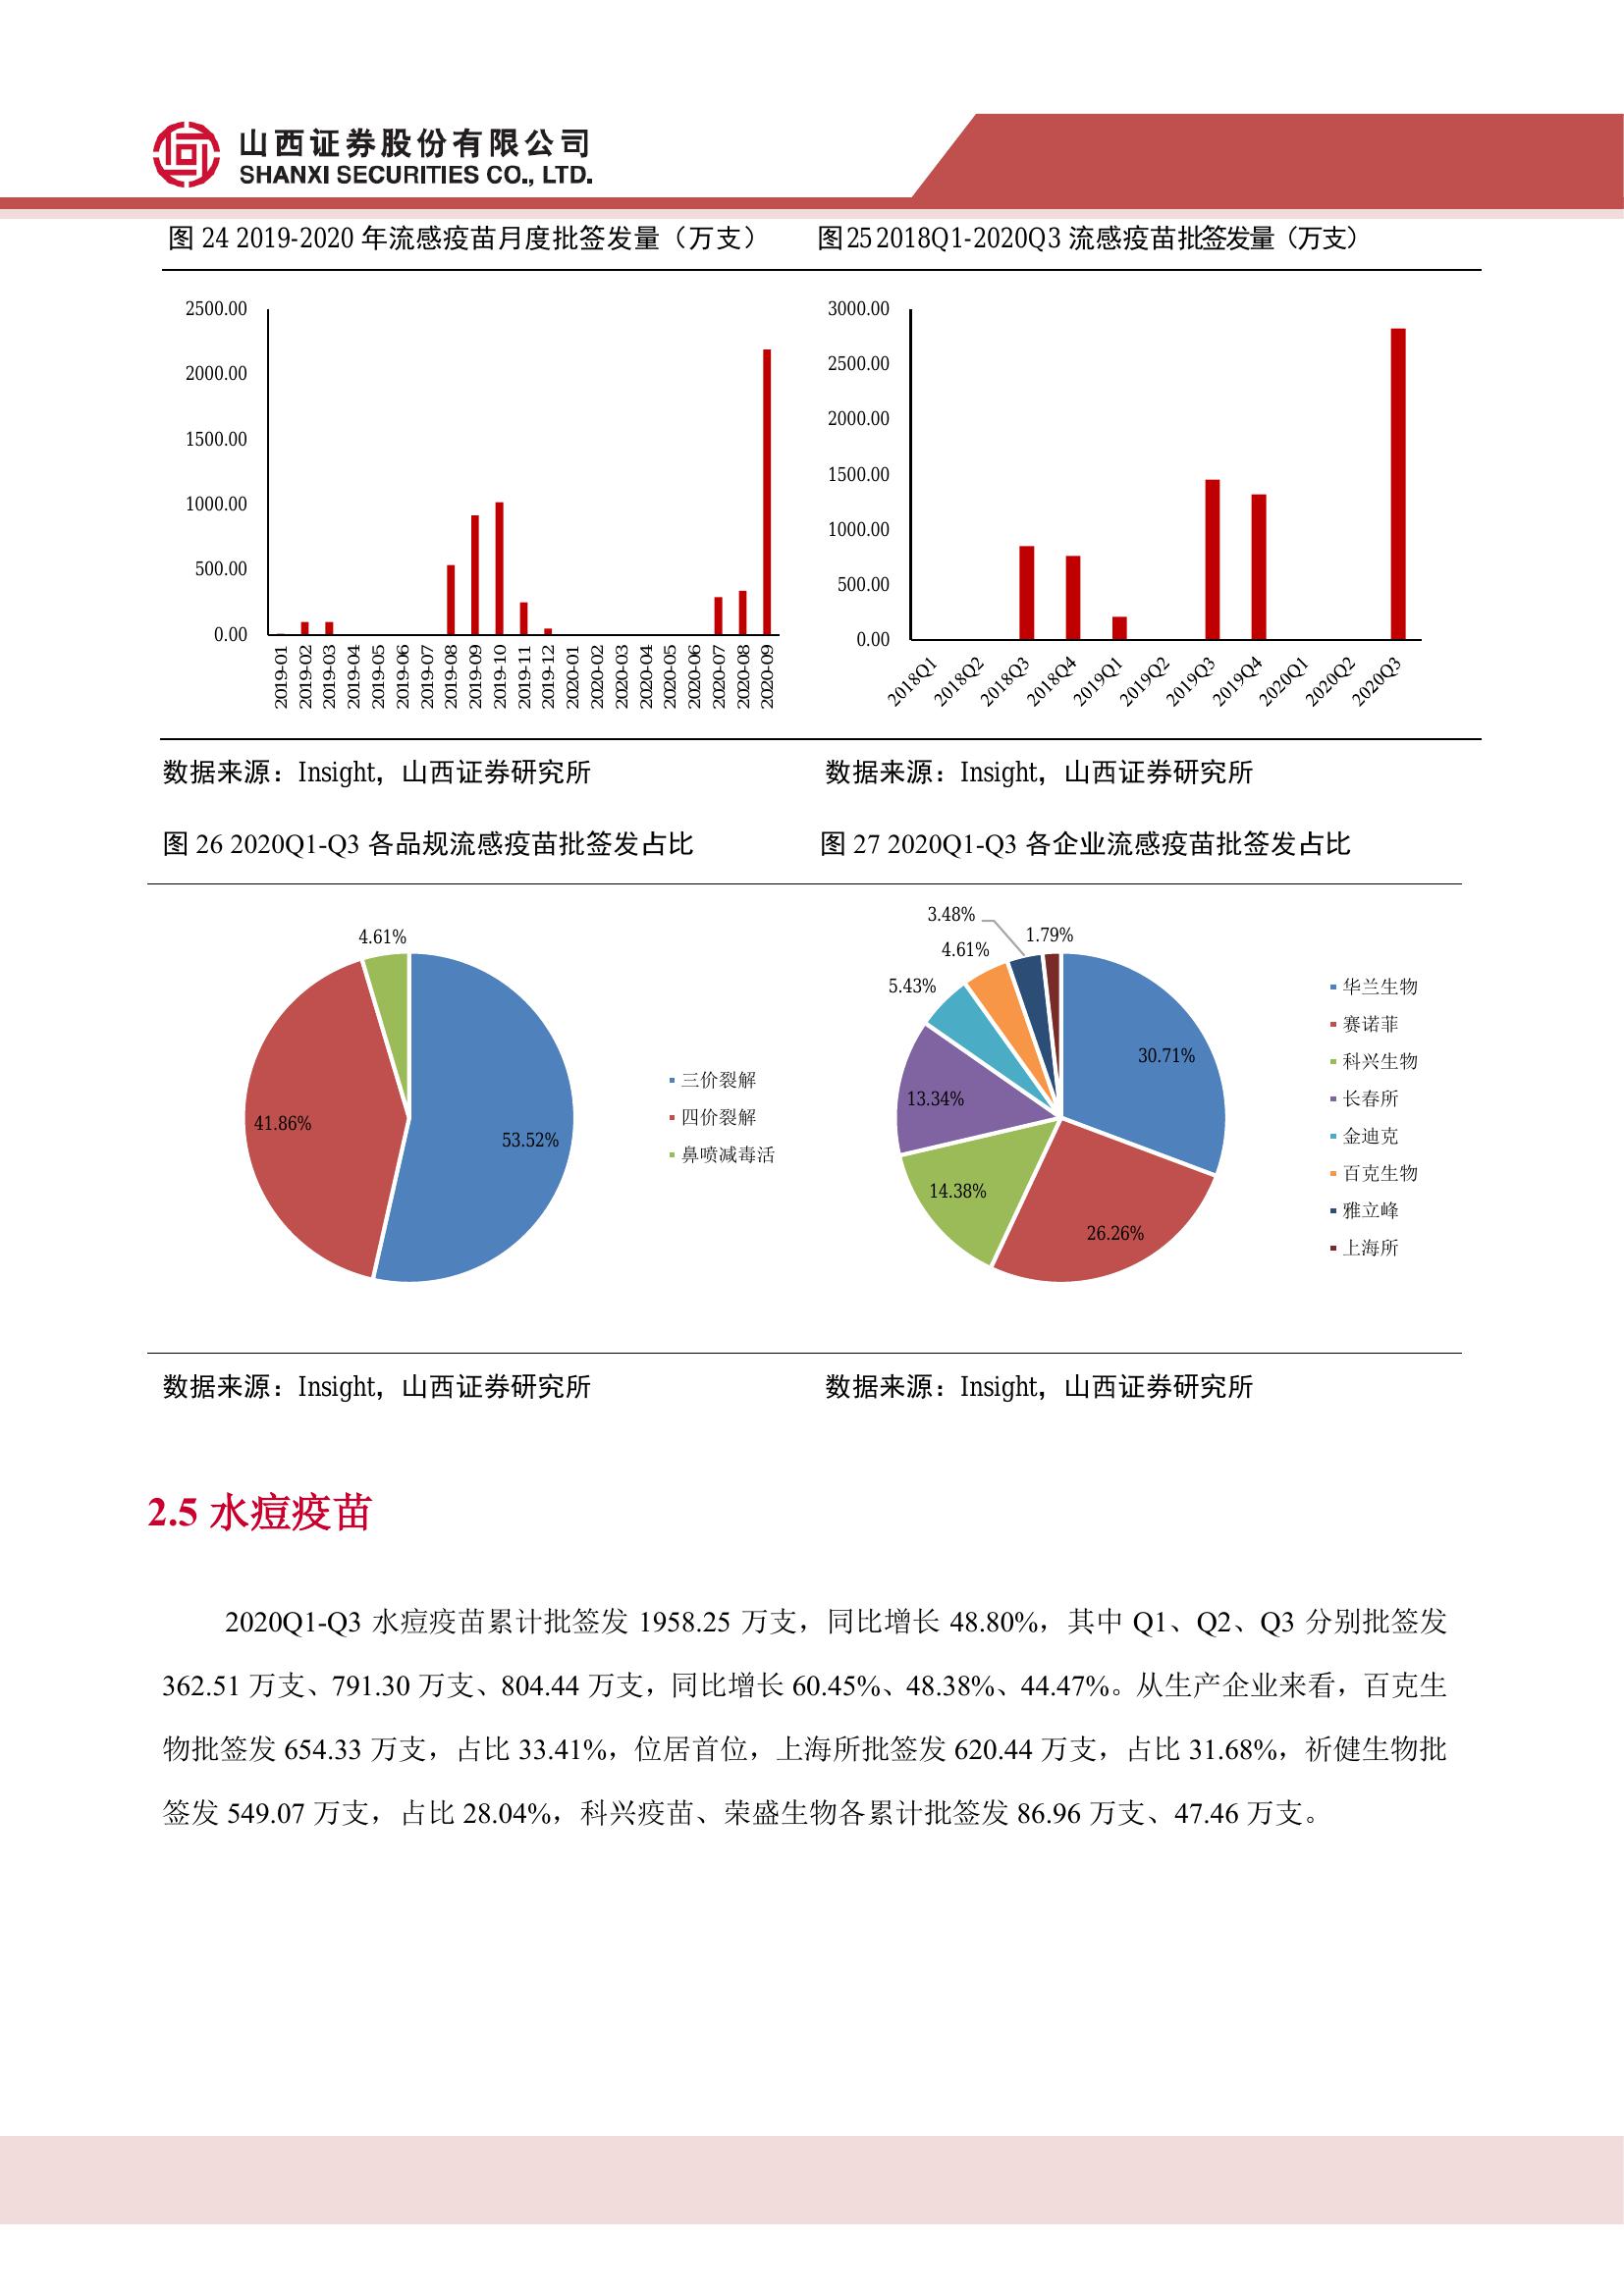 山西证券股份有限公司
SHANXI SECURITIES CO., LTD.
图 24 2019-2020 年流感疫苗月度批签发量（万支）
图 25 2018Q1-2020Q3 流感疫苗批签发量（万支）
2500.00
2000.00
1500.00
1000.00
500.00
0.00
2019-01
2019-02
2019-03
2019-04
2019-05
2019-06
2019-07
2019-08
2019-09
2019-10
2019-11
2019-12
2020-01
2020-02
2020-03
2020-04
2020-05
2020-06
2020-07
2020-08
2020-09
3000.00
2500.00
2000.00
1500.00
1000.00
500.00
0.00
2018Q1
2018Q2
2018Q3
2018Q4
2019Q1
2019Q2
2019Q3
2019Q4
2020Q1
2020Q2
2020Q3
数据来源：Insight，山西证券研究所
数据来源：Insight，山西证券研究所
图 26 2020Q1-Q3 各品规流感疫苗批签发占比
图 27 2020Q1-Q3 各企业流感疫苗批签发占比
4.61%
41.86%
53.52%
三价裂解
四价裂解
鼻喷减毒活
3.48%
1.79%
4.61%
5.43%
30.71%
13.34%
14.38%
26.26%
华兰生物
赛诺菲
科兴生物
长春所
金迪克
百克生物
雅立峰
上海所
数据来源：Insight，山西证券研究所
数据来源：Insight，山西证券研究所
2.5 水痘疫苗
2020Q1-Q3 水痘疫苗累计批签发 1958.25 万支，同比增长 48.80%，其中 Q1、Q2、Q3 分别批签发
362.51 万支、791.30 万支、804.44 万支，同比增长 60.45%、48.38%、44.47%。从生产企业来看，百克生
物批签发 654.33 万支，占比 33.41%，位居首位，上海所批签发 620.44 万支，占比 31.68%，祈健生物批
签发 549.07 万支，占比 28.04%，科兴疫苗、荣盛生物各累计批签发 86.96 万支、47.46 万支。